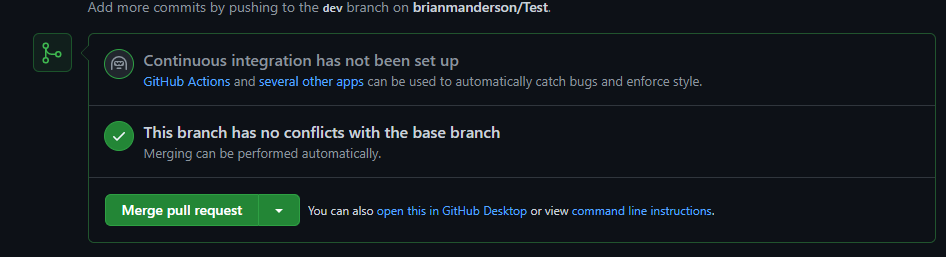 Add more commits by pushing to the dev branch on brianmanderson/Test.
Continuous integration has not been set up
GitHub Actions and several other apps can be used to automatically catch bugs and enforce style.
This branch has no conflicts with the base branch
Merging can be performed automatically.
Merge pull request
You can also open this in GitHub Desktop or view command line instructions.